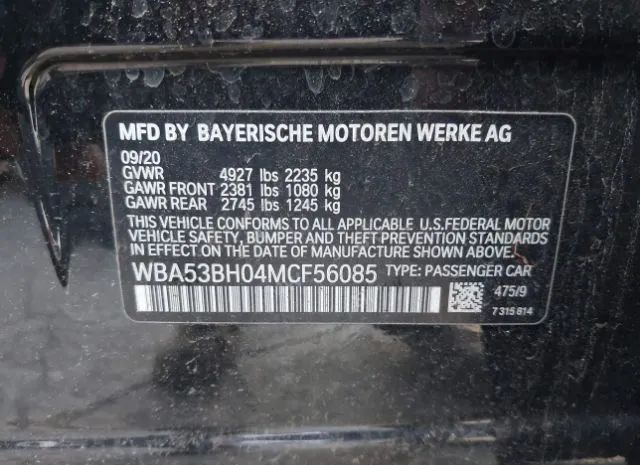 MFD BY BAYERISCHE MOTOREN WERKE AG
09/20
GVWR 4927 lbs 2235 kg
GAWR FRONT 2381 lbs 1080 kg
GAWR REAR 2745 lbs 1245 kg
THIS VEHICLE CONFORMS TO ALL APPLICABLE U.S.FEDERAL MOTOR
VEHICLE SAFETY, BUMPER AND THEFT PREVENTION STANDARDS
IN EFFECT ON THE DATE OF MANUFACTURE SHOWN ABOVE.
WBA53BH04MCF56085 TYPE: PASSENGER CAR
475/9
7 315 814